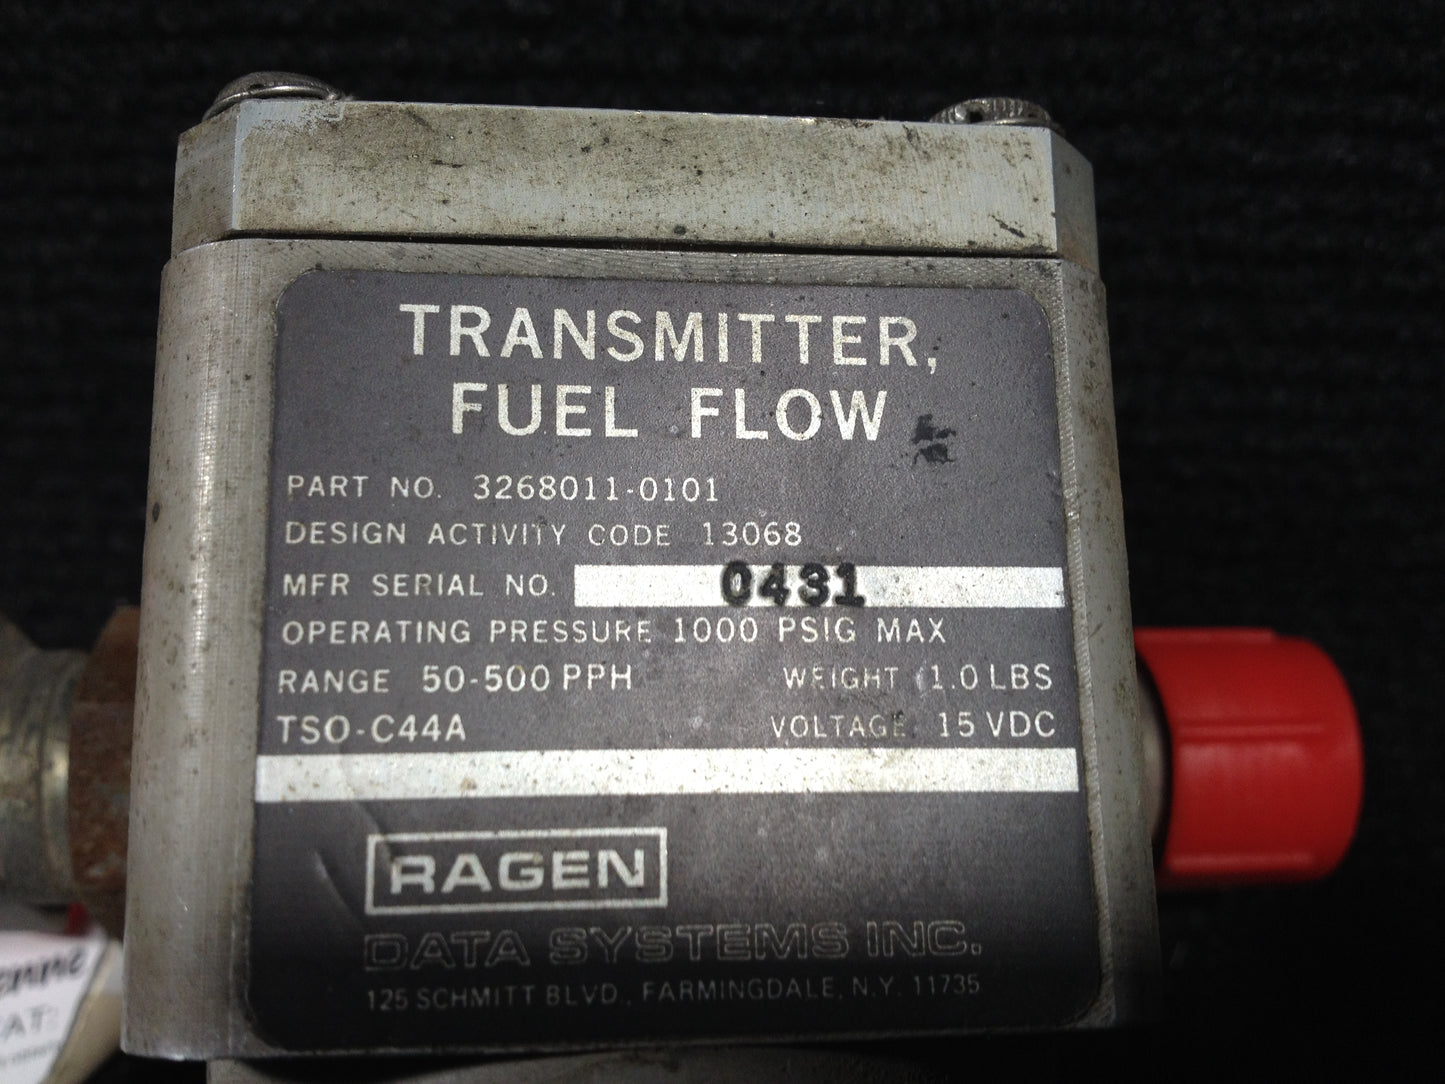 TRANSMITTER,
FUEL FLOW
PART NO. 3268011-0101
DESIGN ACTIVITY CODE 13068
MFR SERIAL NO. 0431
OPERATING PRESSURE 1000 PSIG MAX
RANGE 50-500 PPH WEIGHT 1.0 LBS
TSO-C44A VOLTAGE 15 VDC
RAGEN
DATA SYSTEMS INC.
125 SCHMITT BLVD., FARMINGDALE, N.Y. 11735